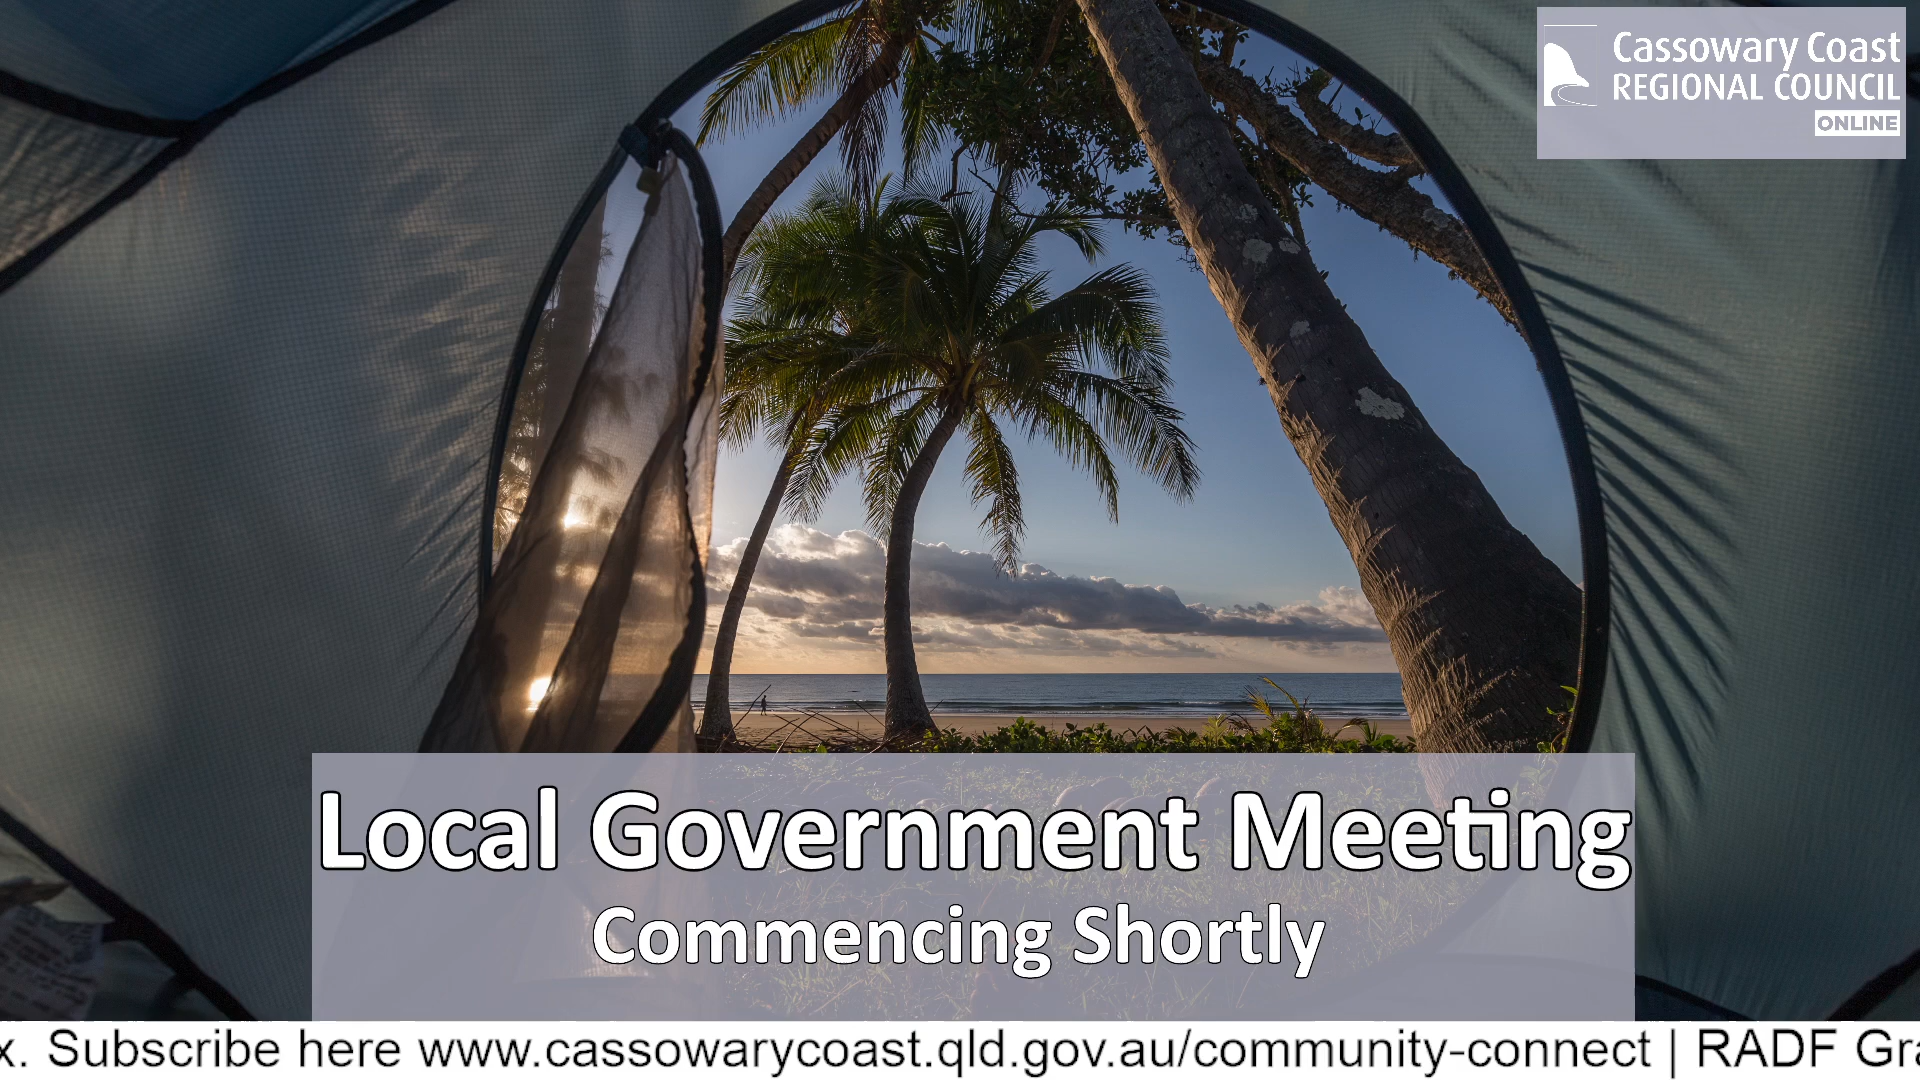 Cassowary Coast
REGIONAL COUNCIL
ONLINE
Local Government Meeting
Commencing Shortly
x. Subscribe here www.cassowarycoast.qld.gov.au/community-connect | RADF Gra